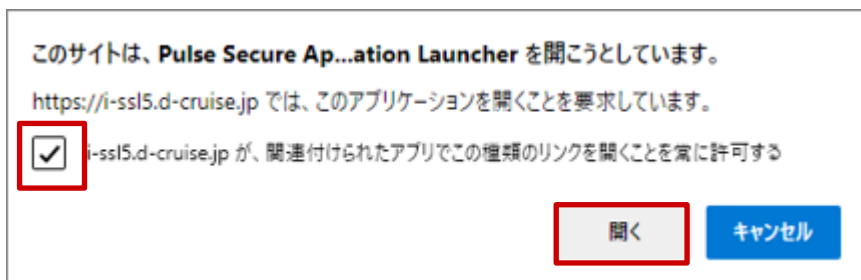 このサイトは、Pulse Secure Ap...ation Launcher を開こうとしています。
https://i-ssl5.d-cruise.jp では、このアプリケーションを開くことを要求しています。
i-ssl5.d-cruise.jp が、関連付けられたアプリでこの種類のリンクを開くことを常に許可する
開く キャンセル